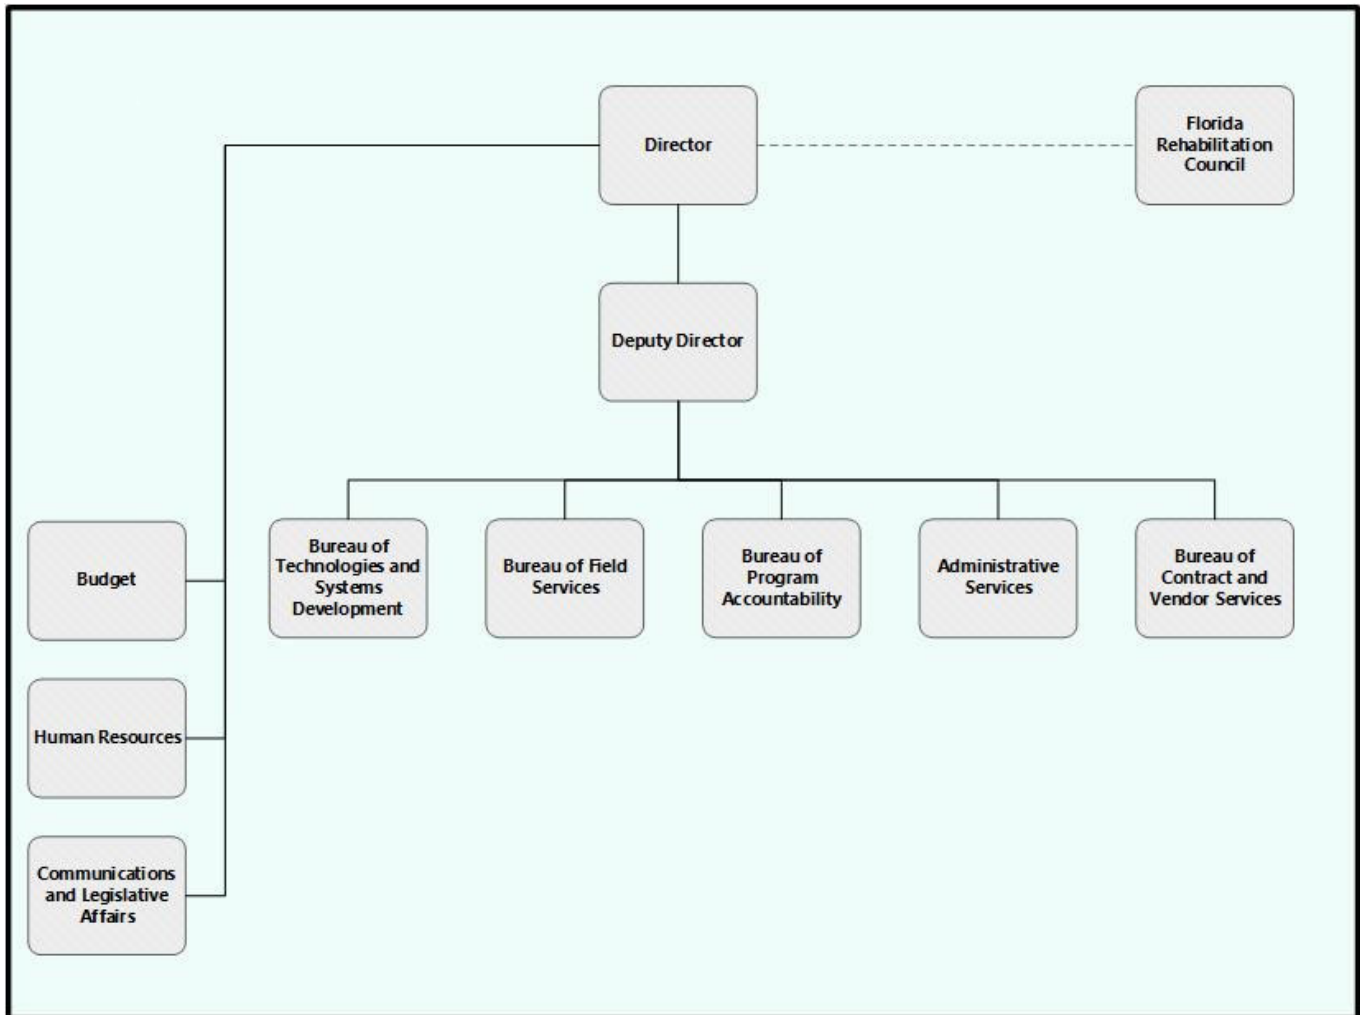 Director
Florida
Rehabilitation
Council
Deputy Director
Budget
Bureau of
Technologies and
Systems
Development
Bureau of Field
Services
Bureau of
Program
Accountability
Administrative
Services
Bureau of
Contract and
Vendor Services
Human Resources
Communications
and Legislative
Affairs